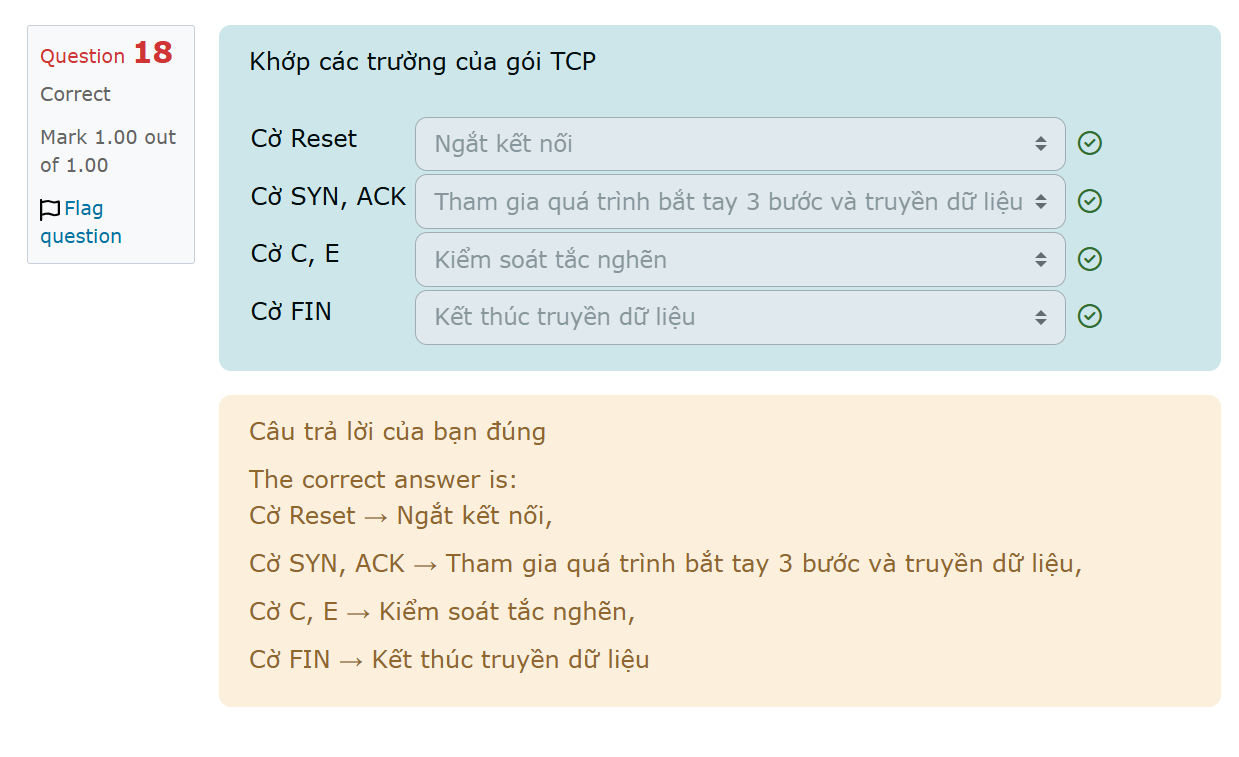 Question 18
Correct
Mark 1.00 out
of 1.00
Flag
question
Khớp các trường của gói TCP
Cờ Reset
Ngắt kết nối
Cờ SYN, ACK
Tham gia quá trình bắt tay 3 bước và truyền dữ liệu
Cờ C, E
Kiểm soát tắc nghẽn
Cờ FIN
Kết thúc truyền dữ liệu
Câu trả lời của bạn đúng
The correct answer is:
Cờ Reset → Ngắt kết nối,
Cờ SYN, ACK → Tham gia quá trình bắt tay 3 bước và truyền dữ liệu,
Cờ C, E → Kiểm soát tắc nghẽn,
Cờ FIN → Kết thúc truyền dữ liệu